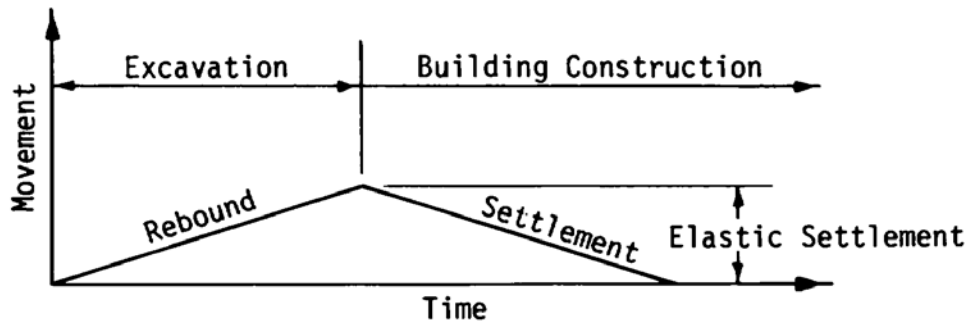 Excavation
Building Construction
Movement
Rebound
Settlement
Elastic Settlement
Time